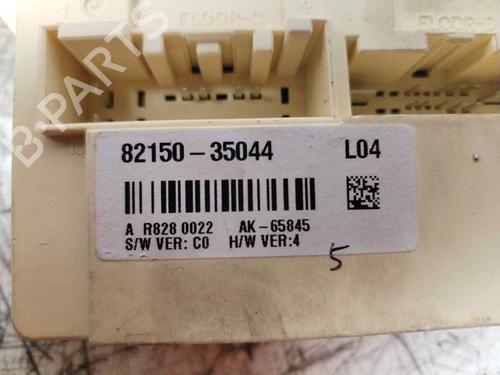 FLOOR-C
FLOOR-D
82150-35044 L04
A R828 0022 AK-65845
S/W VER: C0 H/W VER:4
5
B-PARTS